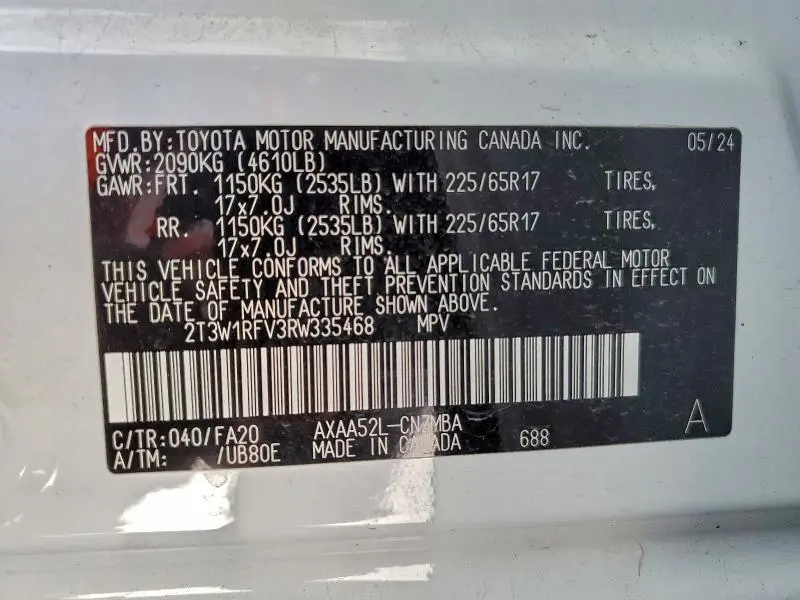 MFD.BY:TOYOTA MOTOR MANUFACTURING CANADA INC. 05/24
GVWR:2090KG (4610LB)
GAWR:FRT. 1150KG (2535LB) WITH 225/65R17 TIRES,
17x7.0J RIMS.
RR. 1150KG (2535LB) WITH 225/65R17 TIRES,
17x7.0J RIMS.
THIS VEHICLE CONFORMS TO ALL APPLICABLE FEDERAL MOTOR
VEHICLE SAFETY AND THEFT PREVENTION STANDARDS IN EFFECT ON
THE DATE OF MANUFACTURE SHOWN ABOVE.
2T3W1RFV3RW335468 MPV
C/TR:040/FA20 AXAA52L-CNZMBA A
A/TM: /UB80E MADE IN CANADA 688